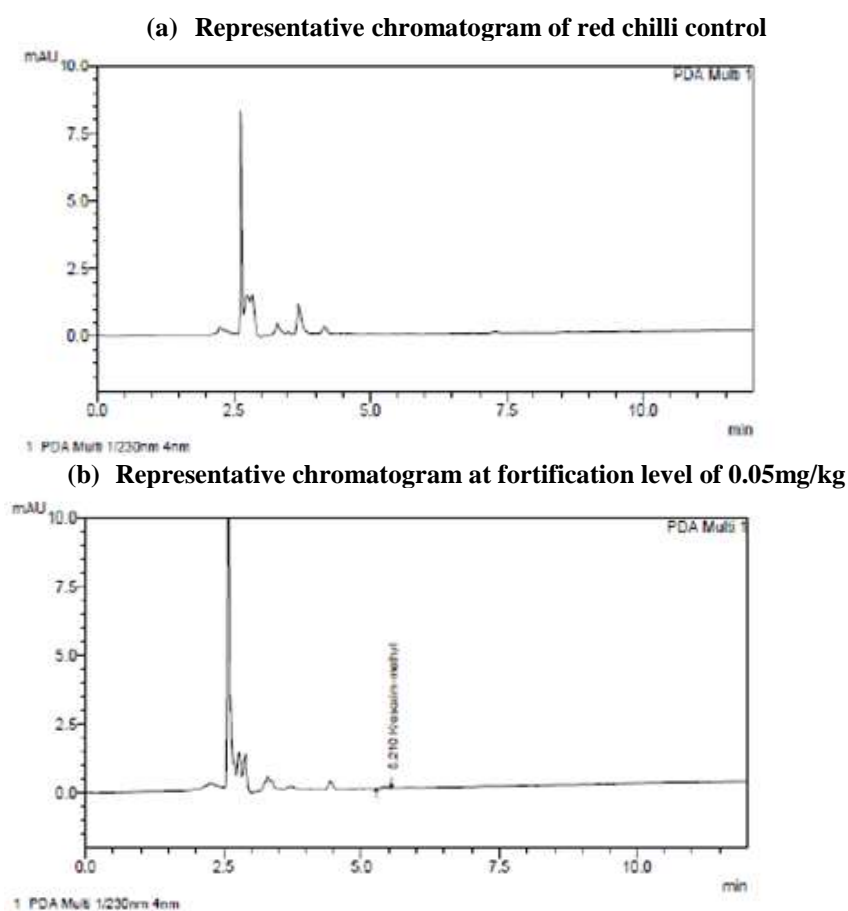 (a) Representative chromatogram of red chilli control
mAU
10.0
PDA Multi 1
7.5
5.0
2.5
0.0
0.0 2.5 5.0 7.5 10.0
min
1 PDA Multi 1/230nm 4nm
(b) Representative chromatogram at fortification level of 0.05mg/kg
mAU
10.0
PDA Multi 1
7.5
5.0
2.5
0.0
0.0 2.5 5.0 7.5 10.0
min
1 PDA Multi 1/230nm 4nm